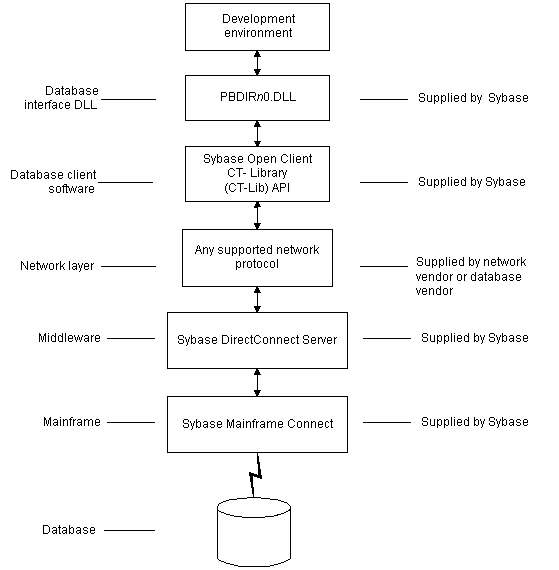 Development
environment
Database
interface DLL
PBDIRn0.DLL
Supplied by Sybase
Database client
software
Sybase Open Client
CT- Library
(CT-Lib) API
Supplied by Sybase
Network layer
Any supported network
protocol
Supplied by network
vendor or database
vendor
Middleware
Sybase DirectConnect Server
Supplied by Sybase
Mainframe
Sybase Mainframe Connect
Supplied by Sybase
Database